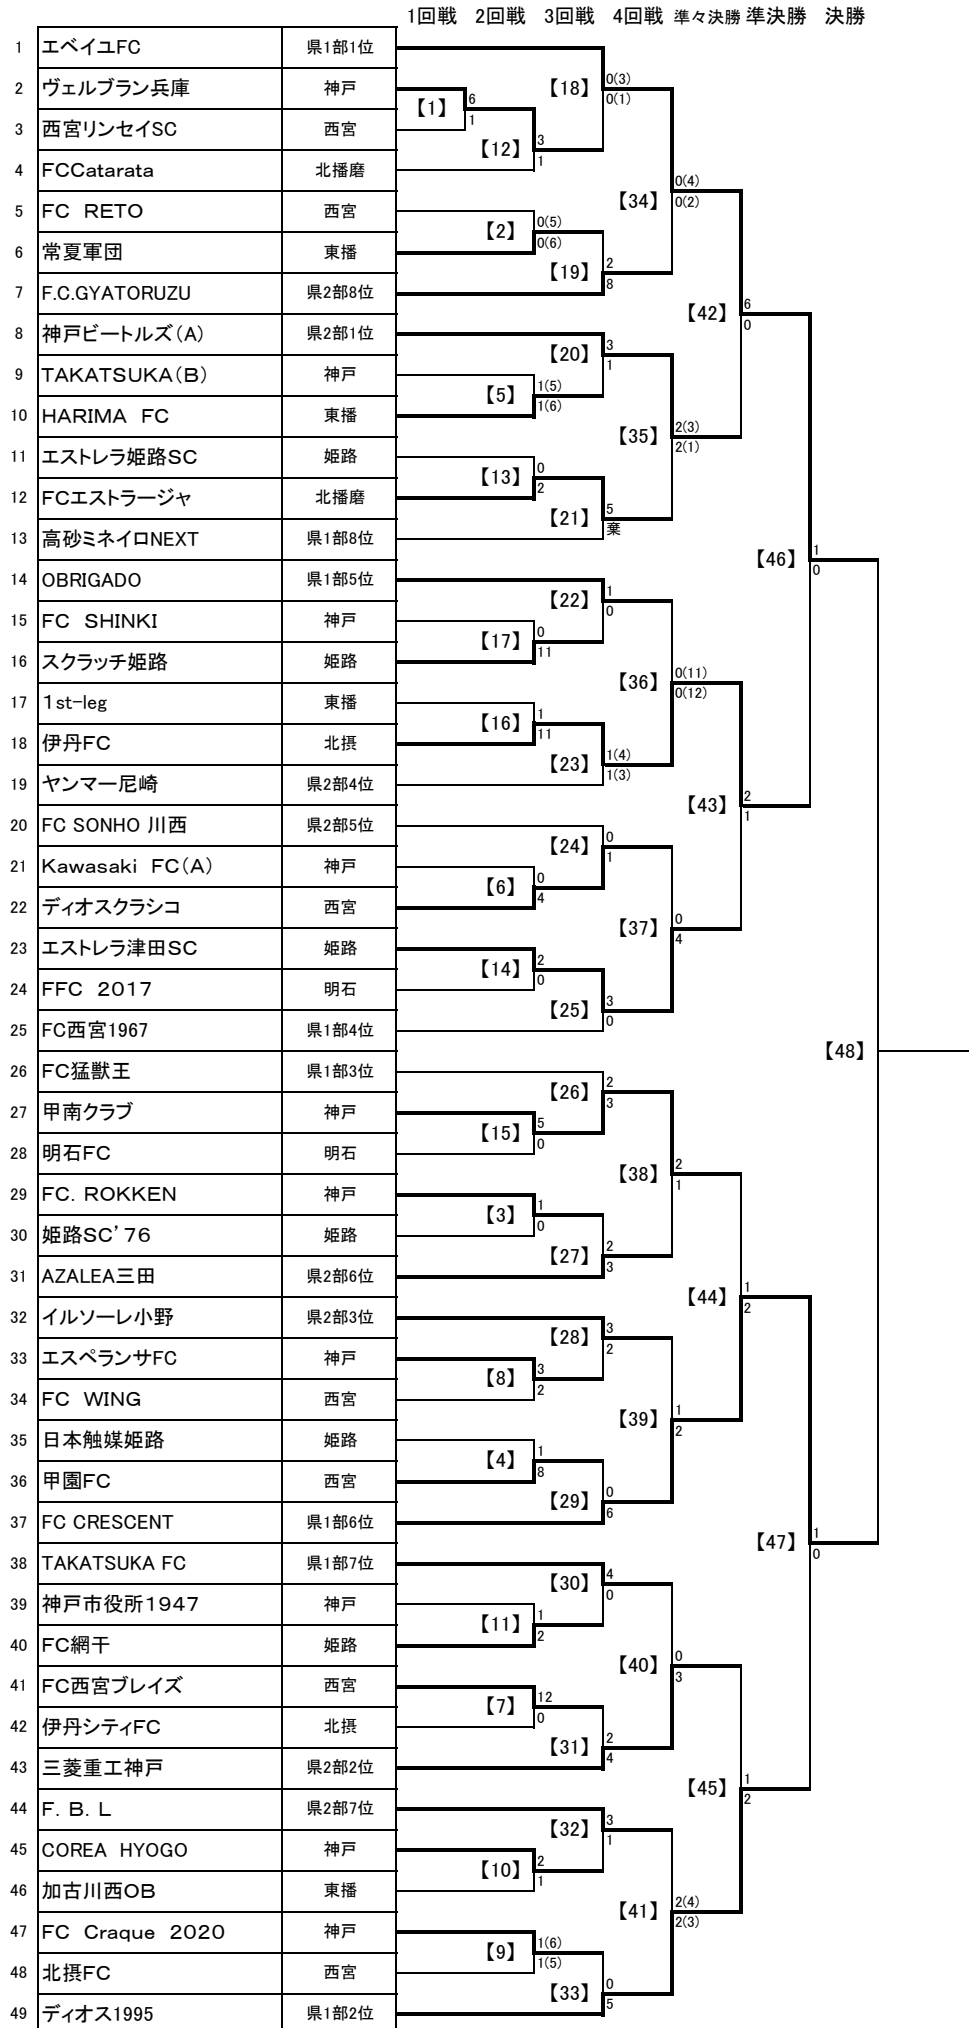 1回戦 2回戦 3回戦 4回戦 準々決勝 準決勝 決勝
1 エベイユFC 県1部1位
2 ヴェルブラン兵庫 神戸 【18】 0(3)
0(1)
【1】 6
1
3 西宮リンセイSC 西宮
【12】 3
1
4 FCCatarata 北播磨
【34】 0(4)
0(2)
5 FC RETO 西宮
【2】 0(5)
0(6)
6 常夏軍団 東播
【19】 2
8
7 F.C.GYATORUZU 県2部8位
【42】 6
0
8 神戸ビートルズ(A) 県2部1位
【20】 3
1
9 TAKATSUKA(B) 神戸
【5】 1(5)
1(6)
10 HARIMA FC 東播
【35】 2(3)
2(1)
11 エストレラ姫路SC 姫路
【13】 0
2
12 FCエストラージャ 北播磨
【21】 5
棄
13 高砂ミネイロNEXT 県1部8位
【46】 1
0
14 OBRIGADO 県1部5位
【22】 1
0
15 FC SHINKI 神戸
【17】 0
11
16 スクラッチ姫路 姫路
【36】 0(11)
0(12)
17 1st-leg 東播
【16】 1
11
18 伊丹FC 北摂
【23】 1(4)
1(3)
19 ヤンマー尼崎 県2部4位
【43】 2
1
20 FC SONHO 川西 県2部5位
【24】 0
1
21 Kawasaki FC(A) 神戸
【6】 0
4
22 ディオスクラシコ 西宮
【37】 0
4
23 エストレラ津田SC 姫路
【14】 2
0
24 FFC 2017 明石
【25】 3
0
25 FC西宮1967 県1部4位
【48】
26 FC猛獣王 県1部3位
【26】 2
3
27 甲南クラブ 神戸
【15】 5
0
28 明石FC 明石
【38】 2
1
29 FC. ROKKEN 神戸
【3】 1
0
30 姫路SC’76 姫路
【27】 2
3
31 AZALEA三田 県2部6位
【44】 1
2
32 イルソーレ小野 県2部3位
【28】 3
2
33 エスペランサFC 神戸
【8】 3
2
34 FC WING 西宮
【39】 1
2
35 日本触媒姫路 姫路
【4】 1
8
36 甲園FC 西宮
【29】 0
6
37 FC CRESCENT 県1部6位
【47】 1
0
38 TAKATSUKA FC 県1部7位
【30】 4
0
39 神戸市役所1947 神戸
【11】 1
2
40 FC網干 姫路
【40】 0
3
41 FC西宮ブレイズ 西宮
【7】 12
0
42 伊丹シティFC 北摂
【31】 2
4
43 三菱重工神戸 県2部2位
【45】 1
2
44 F. B. L 県2部7位
【32】 3
1
45 COREA HYOGO 神戸
【10】 2
1
46 加古川西OB 東播
【41】 2(4)
2(3)
47 FC Craque 2020 神戸
【9】 1(6)
1(5)
48 北摂FC 西宮
【33】 0
5
49 ディオス1995 県1部2位